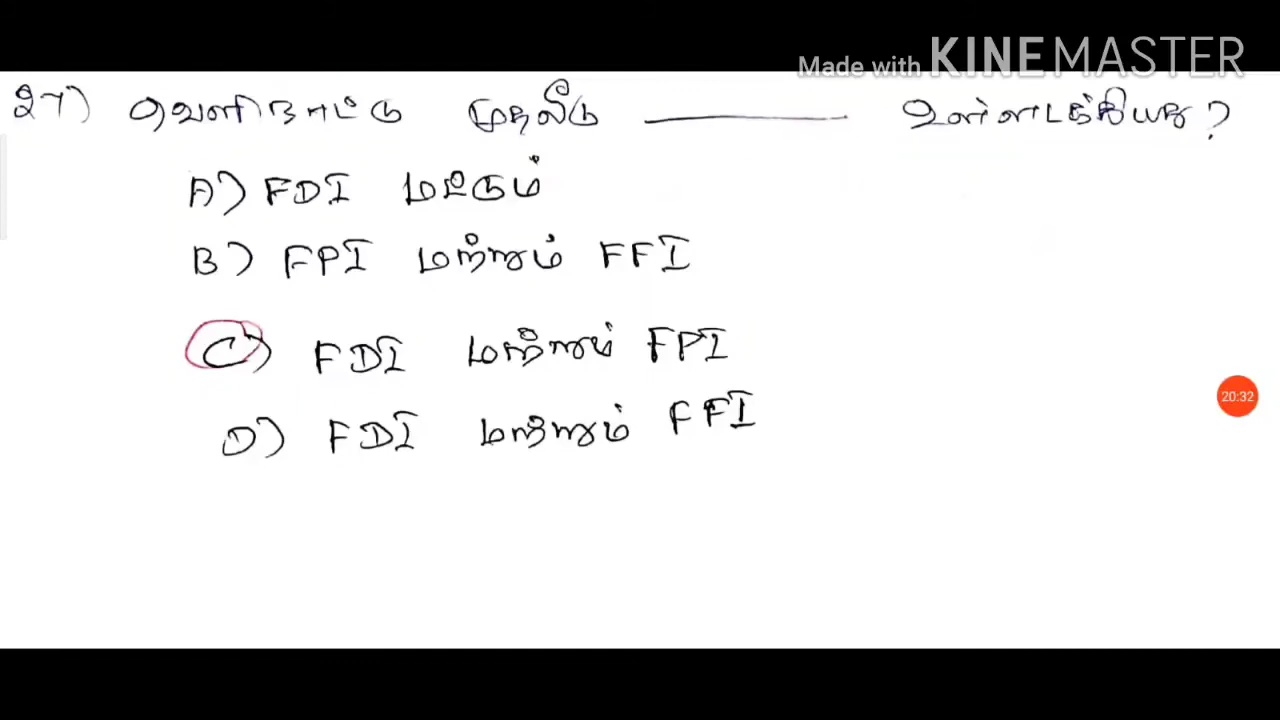 Made with KINEMASTER
27) வெளிநாட்டு முதலீடு ________ உள்ளடக்கியது?
A) FDI மட்டும்
B) FPI மற்றும் FFI
C) FDI மற்றும் FPI
20:32
D) FDI மற்றும் FFI